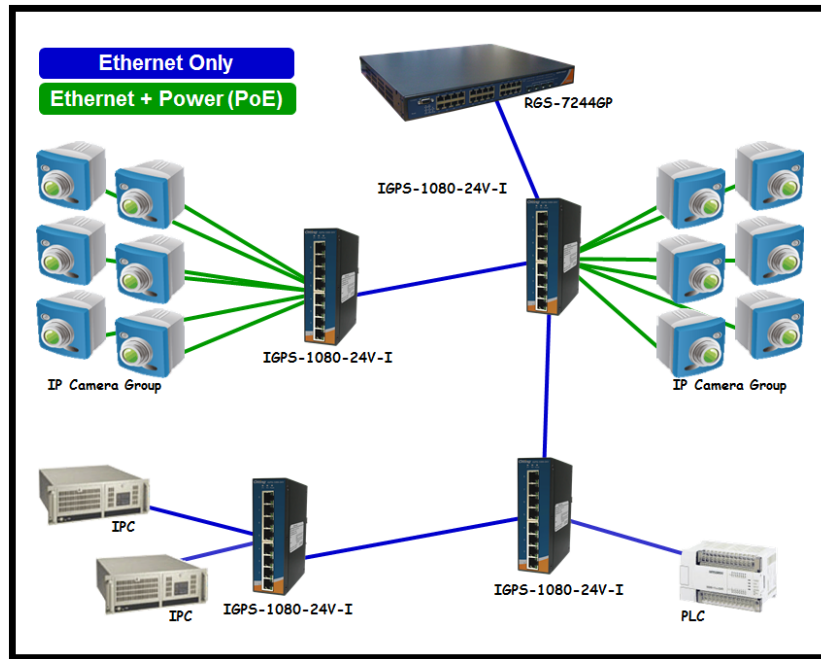 Ethernet Only
Ethernet + Power (PoE)
RGS-7244GP
IGPS-1080-24V-I
IGPS-1080-24V-I
IP Camera Group
IP Camera Group
IPC
IGPS-1080-24V-I
IPC
IGPS-1080-24V-I
PLC